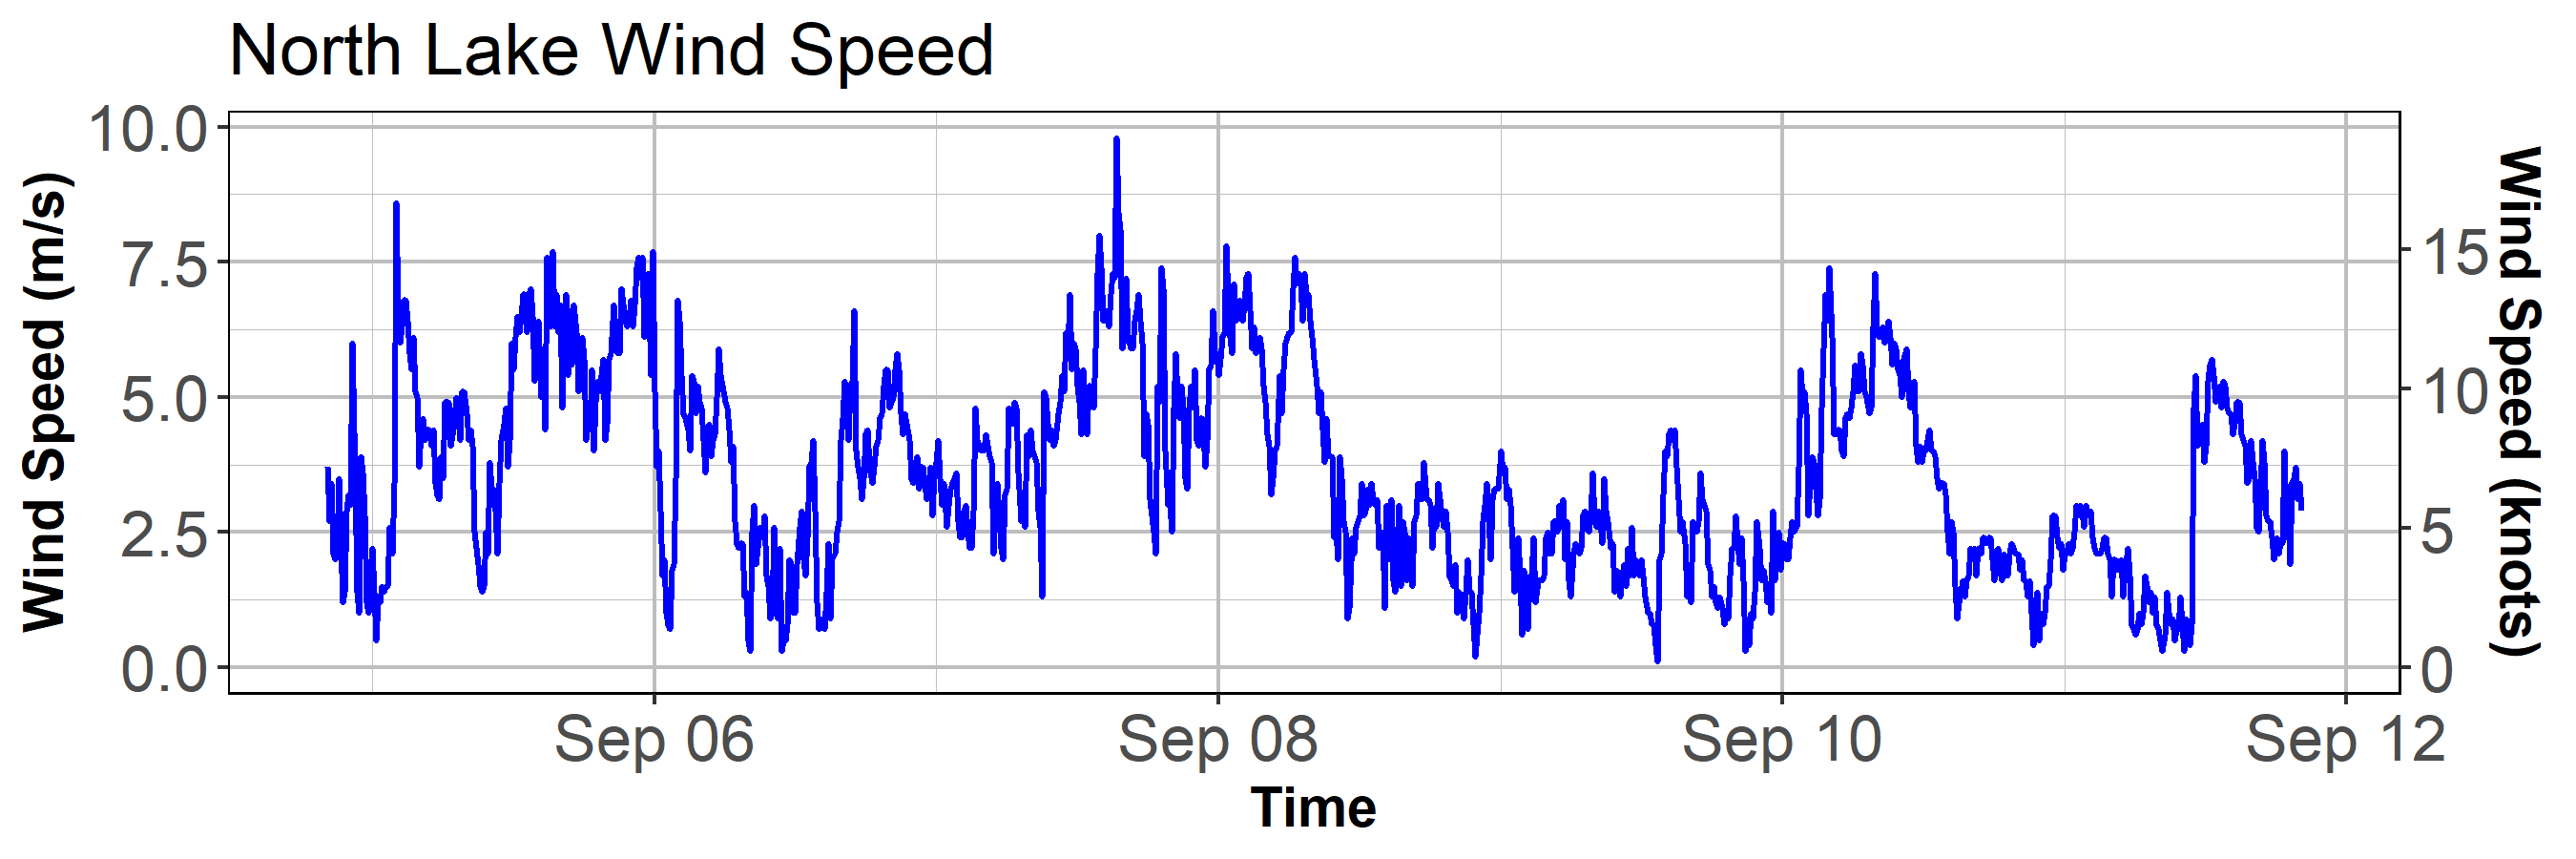 North Lake Wind Speed
Wind Speed (m/s)
10.0
7.5
5.0
2.5
0.0
15
10
5
0
Wind Speed (knots)
Sep 06 Sep 08 Sep 10 Sep 12
Time